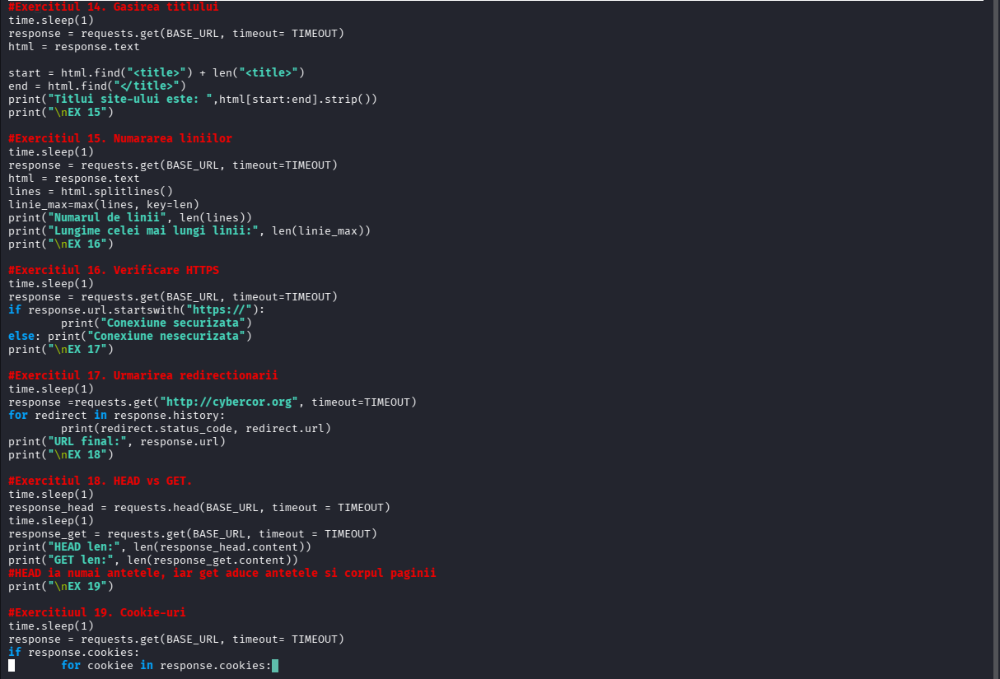 #Exercitiul 14. Gasirea titlului
time.sleep(1)
response = requests.get(BASE_URL, timeout= TIMEOUT)
html = response.text
start = html.find("<title>") + len("<title>")
end = html.find("</title>")
print("Titlui site-ului este: ",html[start:end].strip())
print("\nEX 15")
#Exercitiul 15. Numararea liniilor
time.sleep(1)
response = requests.get(BASE_URL, timeout=TIMEOUT)
html = response.text
lines = html.splitlines()
linie_max=max(lines, key=len)
print("Numarul de linii", len(lines))
print("Lungime celei mai lungi linii:", len(linie_max))
print("\nEX 16")
#Exercitiul 16. Verificare HTTPS
time.sleep(1)
response = requests.get(BASE_URL, timeout=TIMEOUT)
if response.url.startswith("https://"):
        print("Conexiune securizata")
else: print("Conexiune nesecurizata")
print("\nEX 17")
#Exercitiul 17. Urmarirea redirectionarii
time.sleep(1)
response =requests.get("http://cybercor.org", timeout=TIMEOUT)
for redirect in response.history:
        print(redirect.status_code, redirect.url)
print("URL final:", response.url)
print("\nEX 18")
#Exercitiul 18. HEAD vs GET.
time.sleep(1)
response_head = requests.head(BASE_URL, timeout = TIMEOUT)
time.sleep(1)
response_get = requests.get(BASE_URL, timeout = TIMEOUT)
print("HEAD len:", len(response_head.content))
print("GET len:", len(response_get.content))
#HEAD ia numai antetele, iar get aduce antetele si corpul paginii
print("\nEX 19")
#Exercitiuul 19. Cookie-uri
time.sleep(1)
response = requests.get(BASE_URL, timeout= TIMEOUT)
if response.cookies:
        for cookiee in response.cookies: